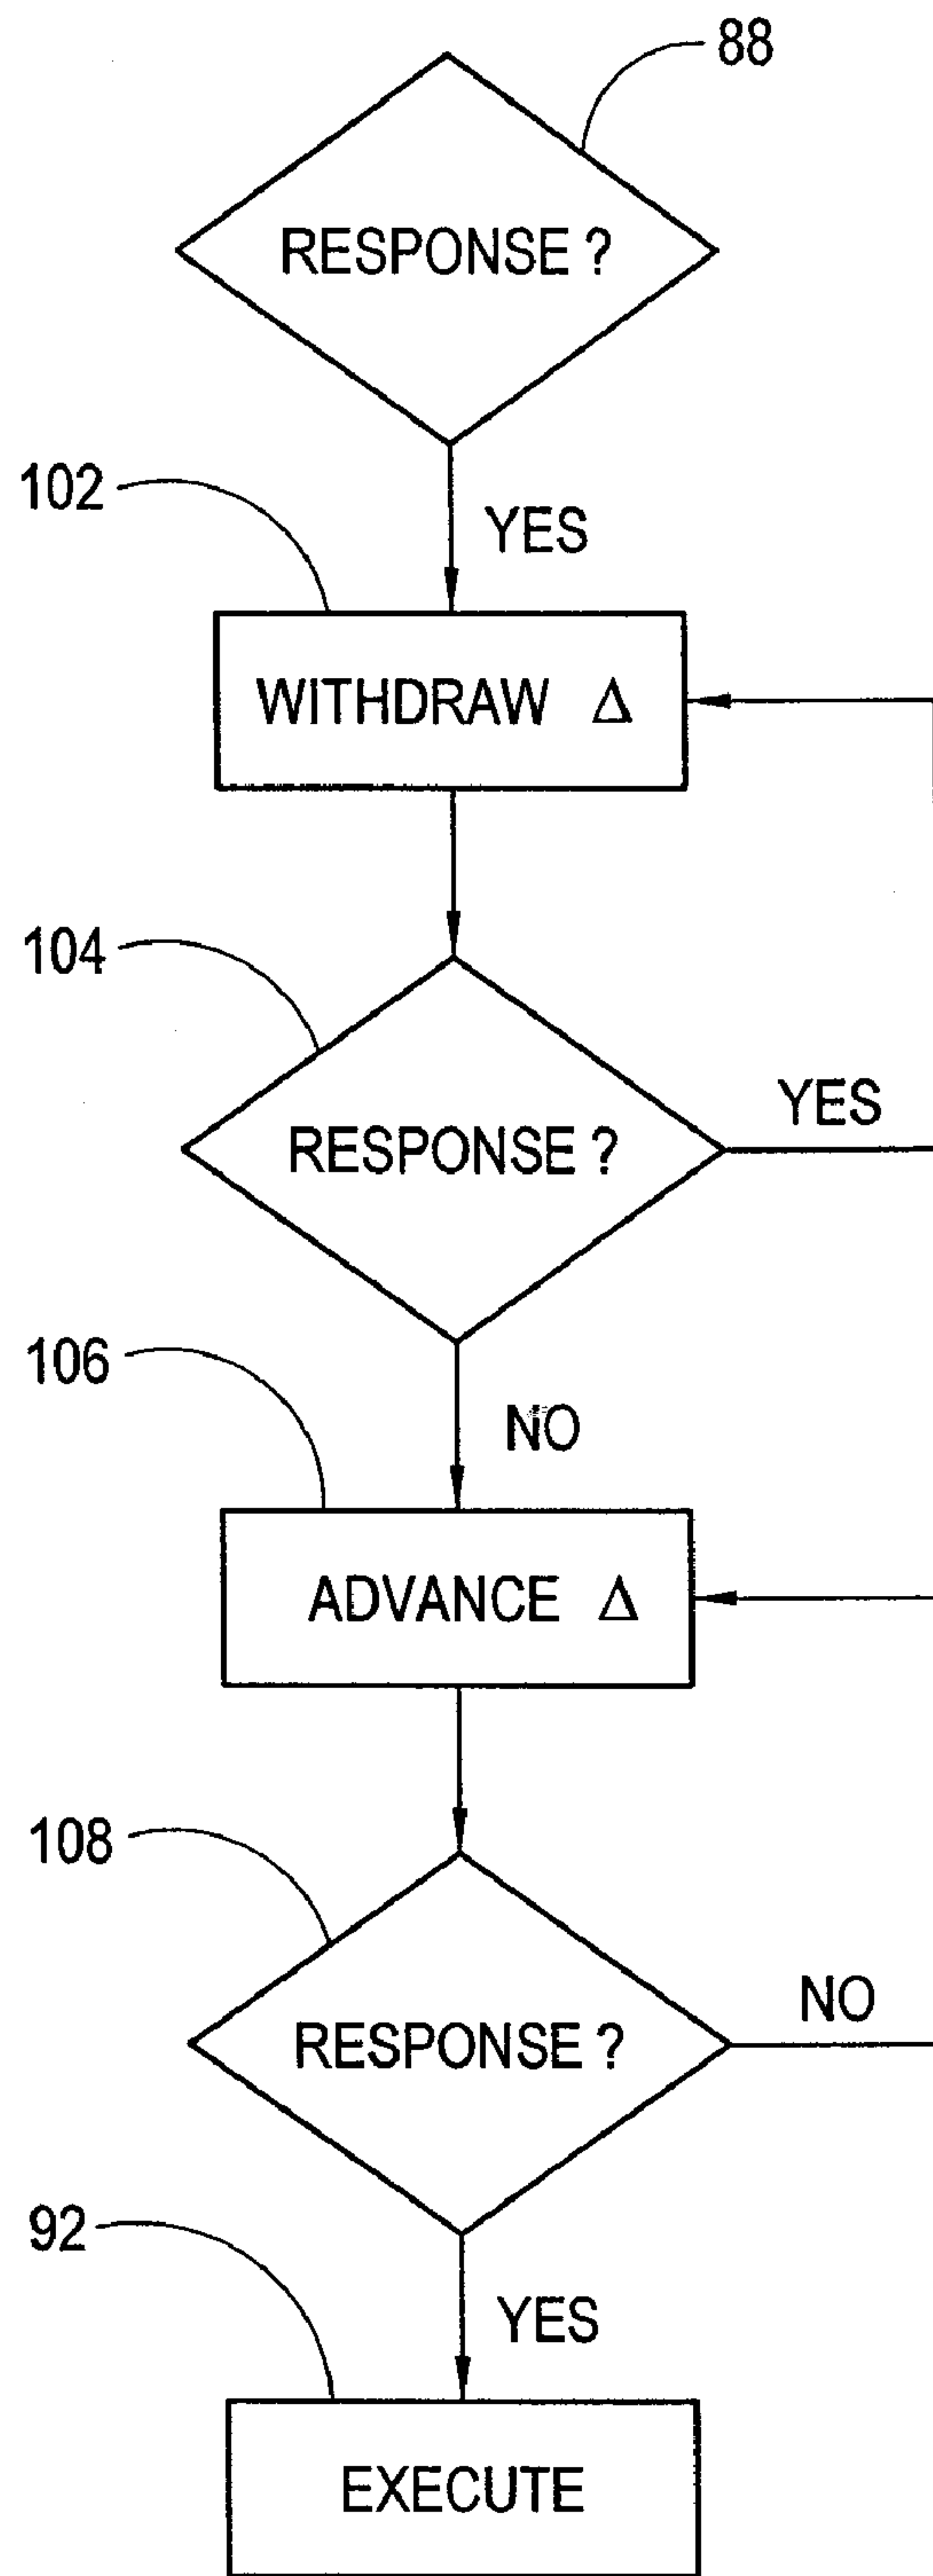 88
RESPONSE ?
102
YES
WITHDRAW Δ
104
RESPONSE ?
YES
106
NO
ADVANCE Δ
108
RESPONSE ?
NO
92
YES
EXECUTE